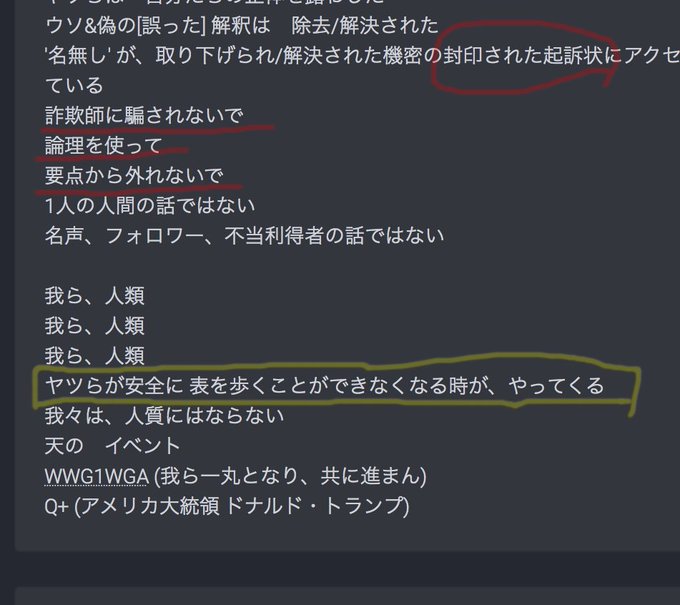 ウソ&偽の[誤った] 解釈は　除去/解決された
'名無し' が、取り下げられ/解決された機密の封印された起訴状にアクセ
ている
詐欺師に騙されないで
論理を使って
要点から外れないで
1人の人間の話ではない
名声、フォロワー、不当利得者の話ではない
我ら、人類
我ら、人類
我ら、人類
ヤツらが安全に 表を歩くことができなくなる時が、やってくる
我々は、人質にはならない
天の　イベント
WWG1WGA (我ら一丸となり、共に進まん)
Q+ (アメリカ大統領 ドナルド・トランプ)